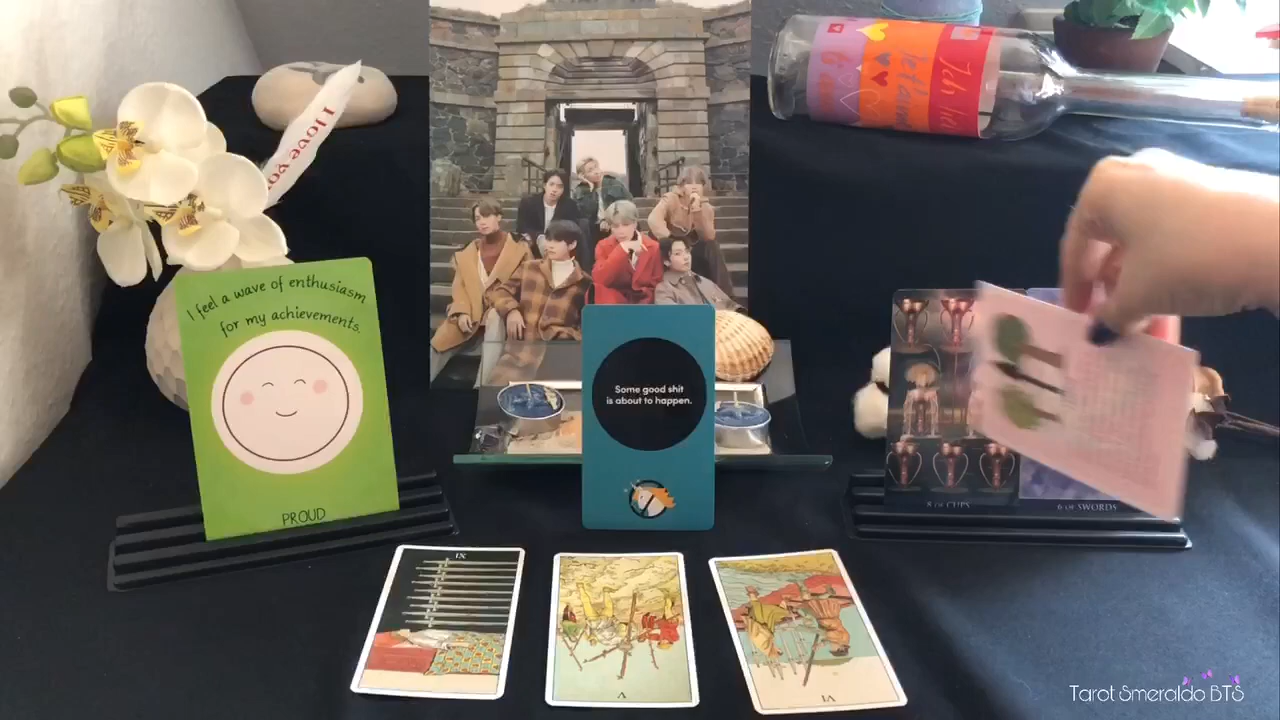 I love you
I feel a wave of enthusiasm
for my achievements.
PROUD
Some good shit
is about to happen.
8 OF CUPS
6 OF SWORDS
IX
V
VI
Tarot Smeraldo BTS